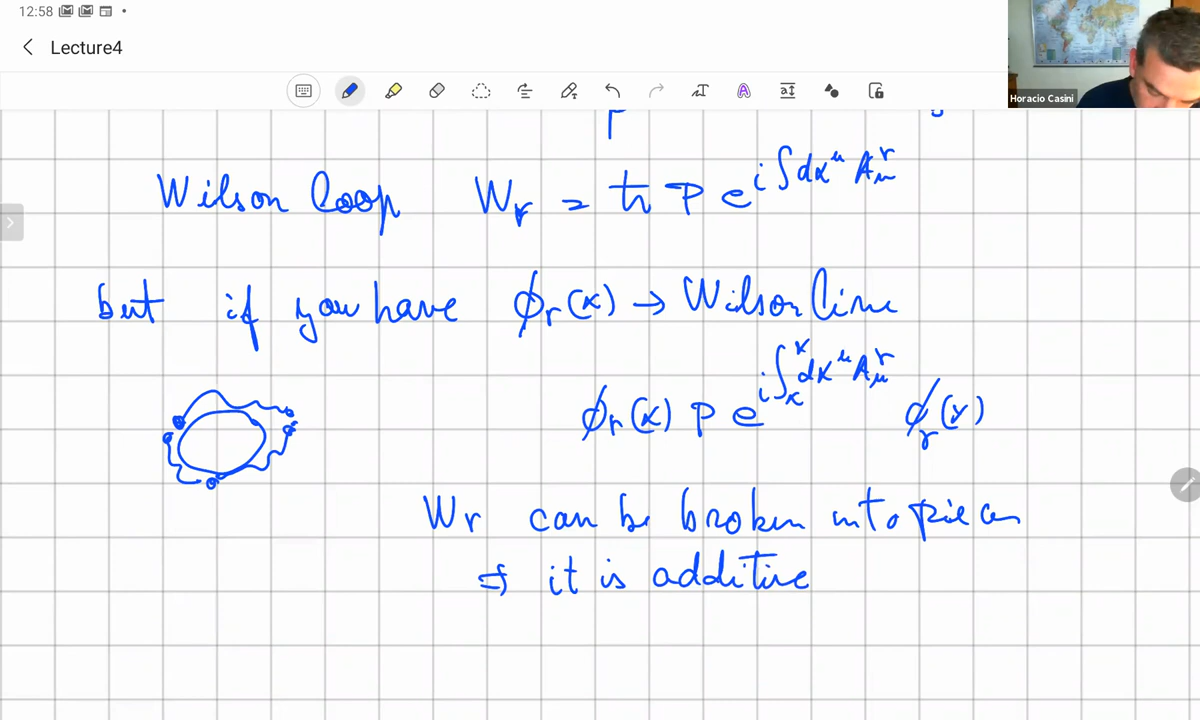 12:58
Lecture4
Horacio Casini
Wilson loop W_r = tr P e^{i∫dx^μ A_μ^r}
but if you have ϕ_r(x) → Wilson line
ϕ_r(x) P e^{i∫_x^x dx^μ A_μ^r} ϕ_r(y)
W_r can be broken into pieces
⇒ it is additive